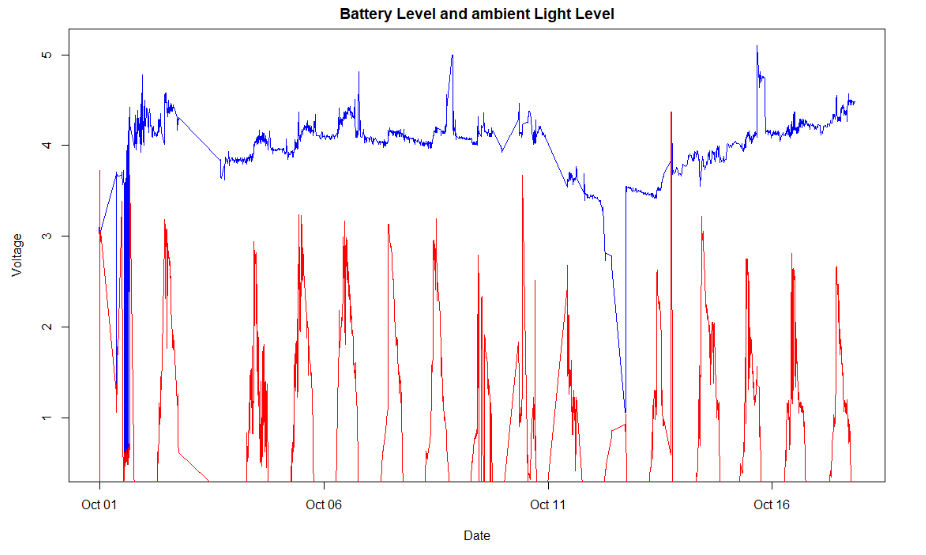 Battery Level and ambient Light Level
Voltage
5
4
3
2
1
Oct 01
Oct 06
Oct 11
Oct 16
Date